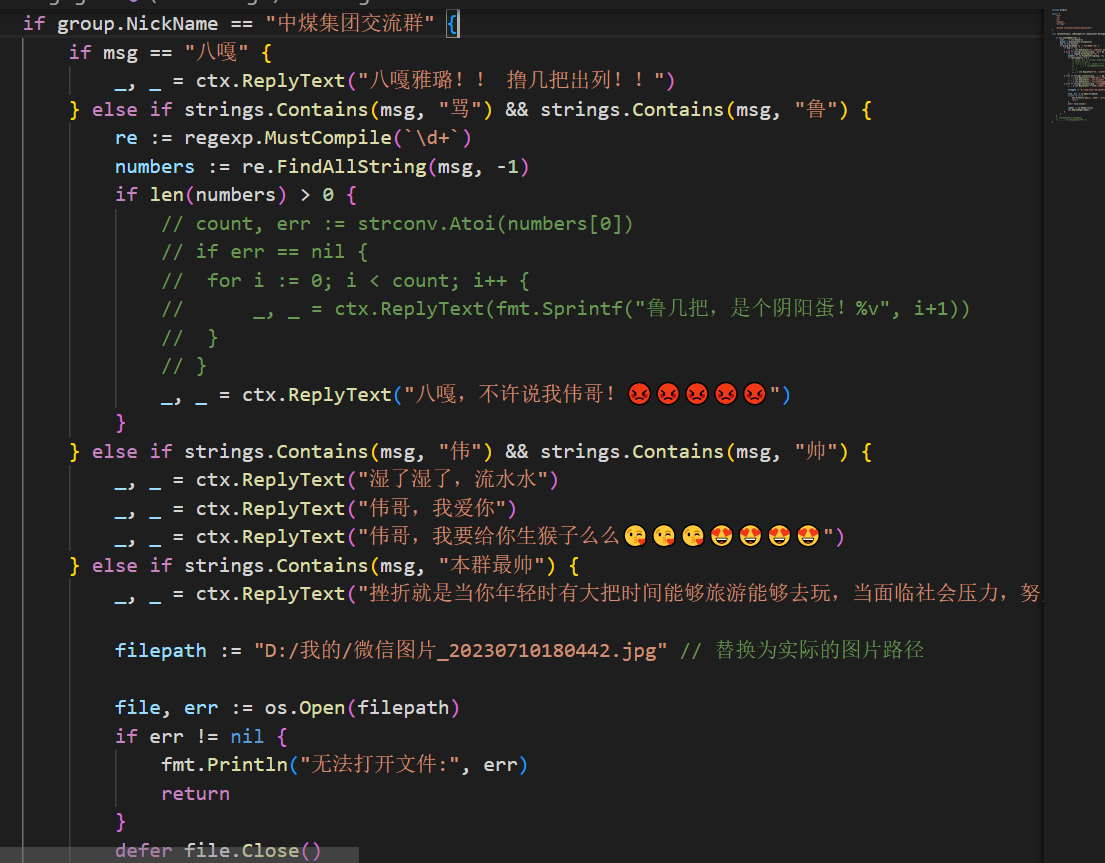 if group.NickName == "中煤集团交流群" {
if msg == "八嘎" {
_, _ = ctx.ReplyText("八嘎雅璐！！ 撸几把出列！！")
} else if strings.Contains(msg, "骂") && strings.Contains(msg, "鲁") {
re := regexp.MustCompile(`\d+`)
numbers := re.FindAllString(msg, -1)
if len(numbers) > 0 {
// count, err := strconv.Atoi(numbers[0])
// if err == nil {
//  for i := 0; i < count; i++ {
//      _, _ = ctx.ReplyText(fmt.Sprintf("鲁几把，是个阴阳蛋！%v", i+1))
//  }
// }
_, _ = ctx.ReplyText("八嘎，不许说我伟哥！😡😡😡😡😡")
}
} else if strings.Contains(msg, "伟") && strings.Contains(msg, "帅") {
_, _ = ctx.ReplyText("湿了湿了，流水水")
_, _ = ctx.ReplyText("伟哥，我爱你")
_, _ = ctx.ReplyText("伟哥，我要给你生猴子么么😘😘😘😍😍😍😍")
} else if strings.Contains(msg, "本群最帅") {
_, _ = ctx.ReplyText("挫折就是当你年轻时有大把时间能够旅游能够去玩，当面临社会压力，努
filepath := "D:/我的/微信图片_20230710180442.jpg" // 替换为实际的图片路径
file, err := os.Open(filepath)
if err != nil {
fmt.Println("无法打开文件:", err)
return
}
defer file.Close()